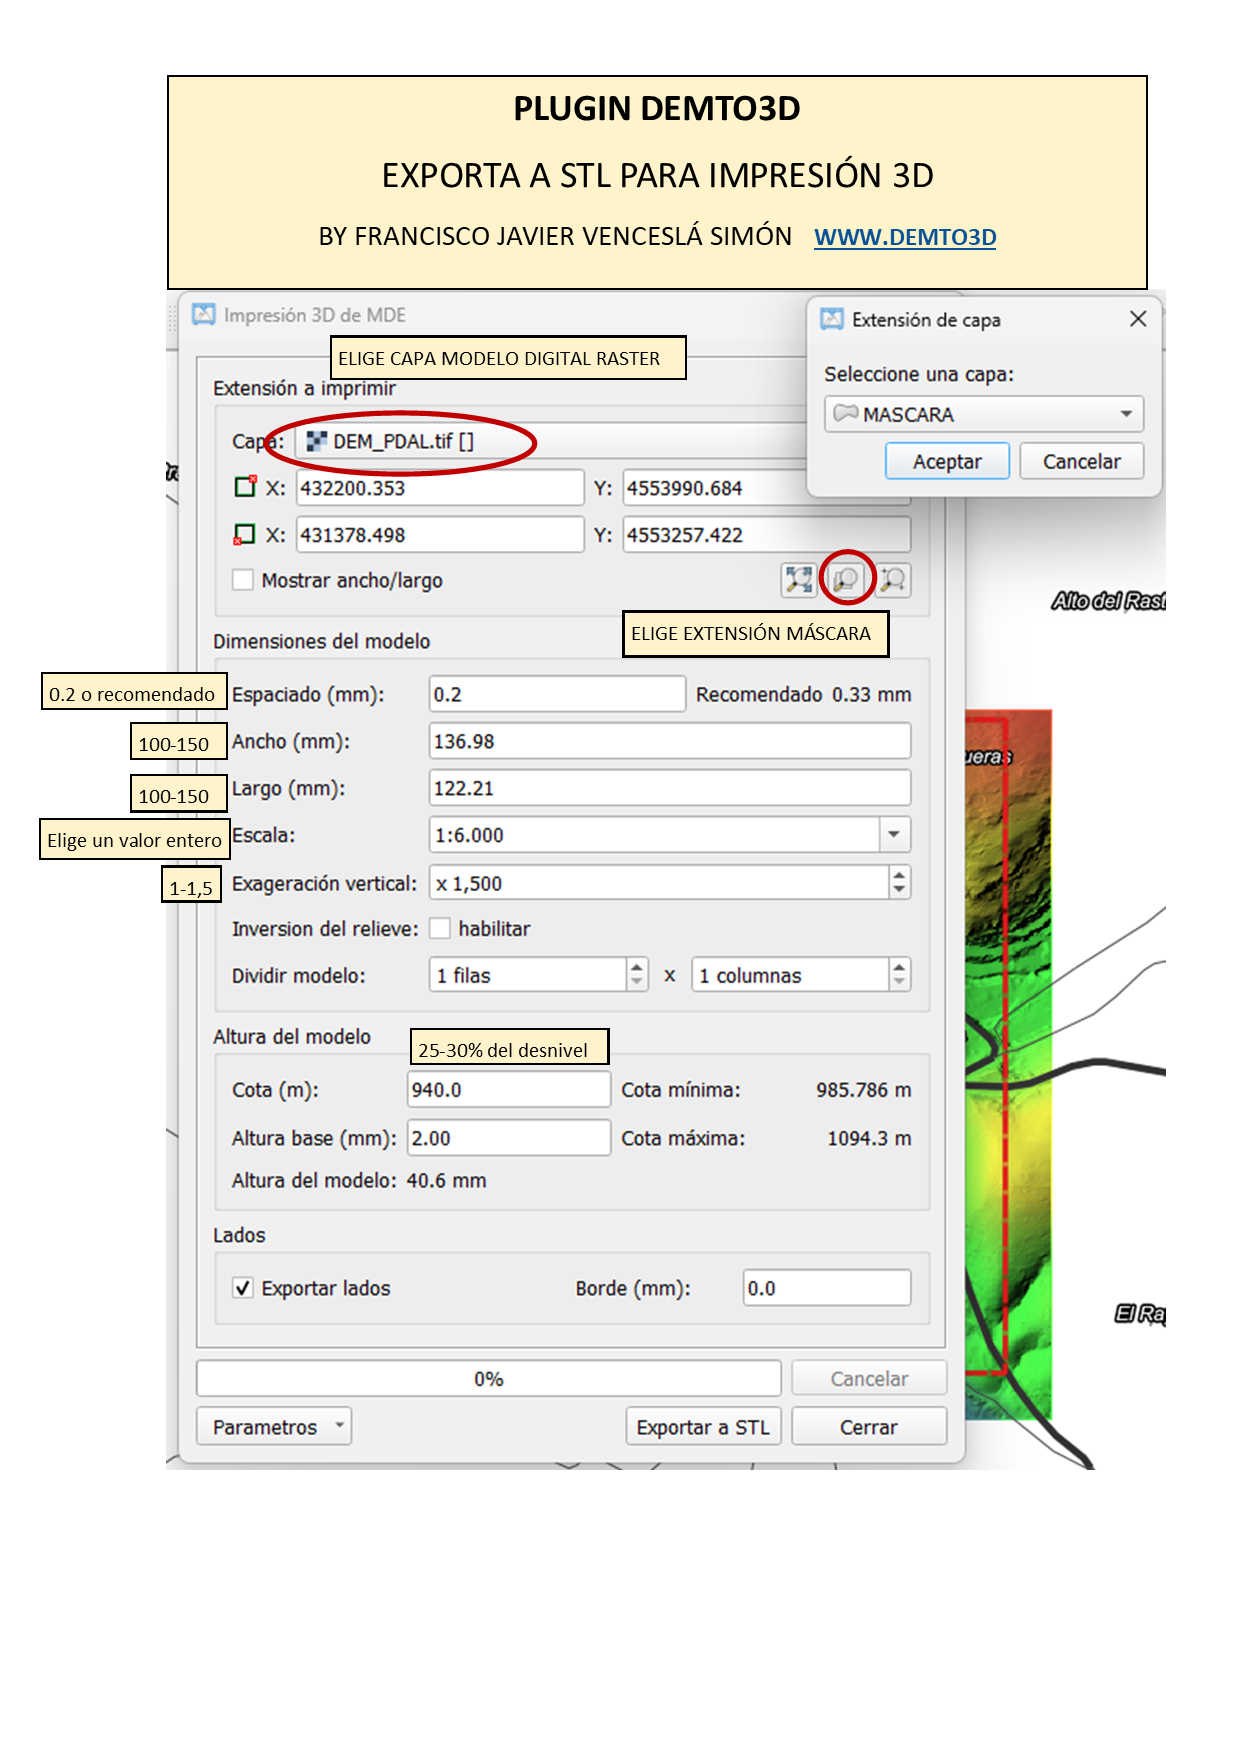 PLUGIN DEMTO3D
EXPORTA A STL PARA IMPRESIÓN 3D
BY FRANCISCO JAVIER VENCESLÁ SIMÓN WWW.DEMTO3D
Impresión 3D de MDE
ELIGE CAPA MODELO DIGITAL RASTER
Extensión a imprimir
Capa: DEM_PDAL.tif []
X: 432200.353 Y: 4553990.684
X: 431378.498 Y: 4553257.422
Mostrar ancho/largo
Extensión de capa
Seleccione una capa:
MASCARA
Aceptar Cancelar
ELIGE EXTENSIÓN MÁSCARA
Alto del Rast
Dimensiones del modelo
0.2 o recomendado Espaciado (mm): 0.2 Recomendado 0.33 mm
100-150 Ancho (mm): 136.98
ueras
100-150 Largo (mm): 122.21
Elige un valor entero Escala: 1:6.000
1-1,5 Exageración vertical: x 1,500
Inversion del relieve: habilitar
Dividir modelo: 1 filas x 1 columnas
Altura del modelo
25-30% del desnivel
Cota (m): 940.0 Cota mínima: 985.786 m
Altura base (mm): 2.00 Cota máxima: 1094.3 m
Altura del modelo: 40.6 mm
Lados
Exportar lados Borde (mm): 0.0
El Ra
0% Cancelar
Parametros Exportar a STL Cerrar